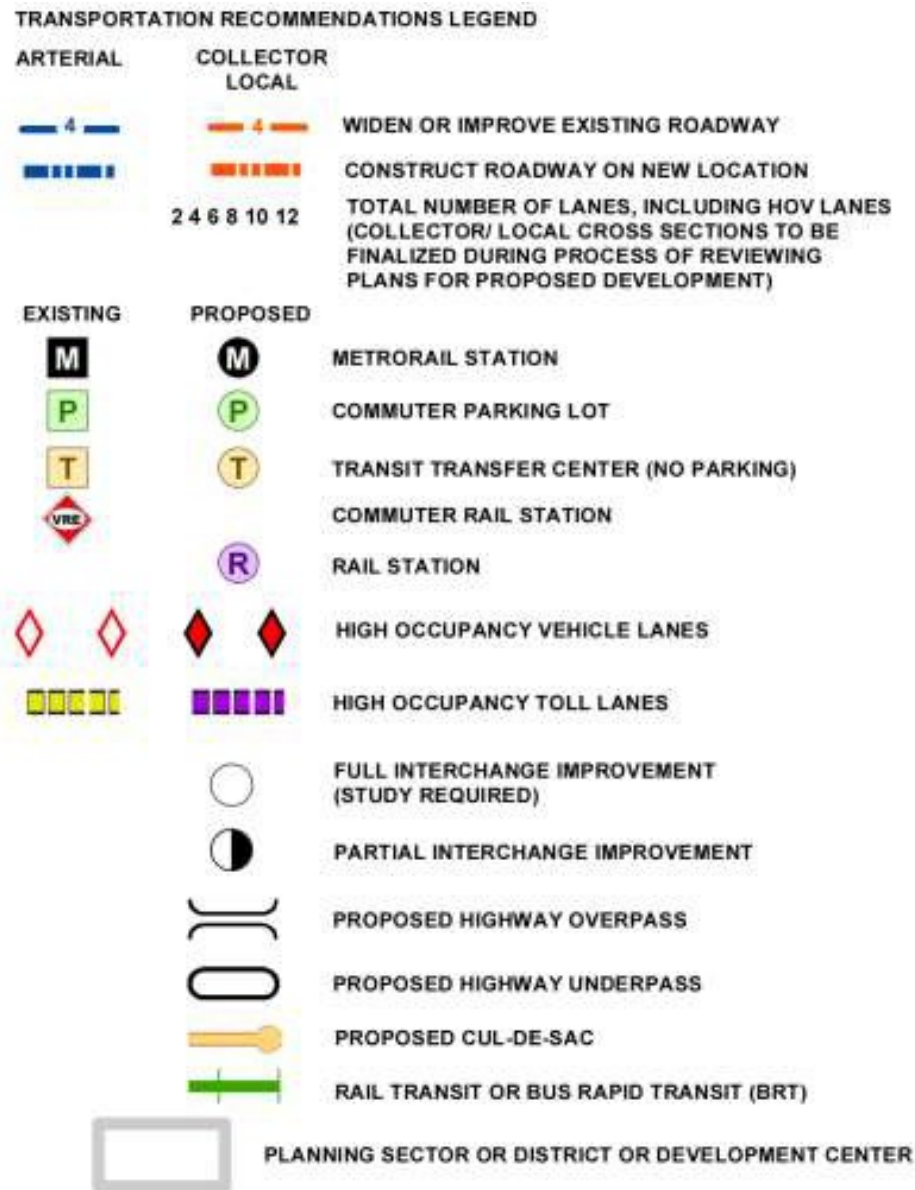 TRANSPORTATION RECOMMENDATIONS LEGEND
ARTERIAL COLLECTOR
LOCAL
4 4 WIDEN OR IMPROVE EXISTING ROADWAY
CONSTRUCT ROADWAY ON NEW LOCATION
2 4 6 8 10 12 TOTAL NUMBER OF LANES, INCLUDING HOV LANES
(COLLECTOR/ LOCAL CROSS SECTIONS TO BE
FINALIZED DURING PROCESS OF REVIEWING
PLANS FOR PROPOSED DEVELOPMENT)
EXISTING PROPOSED
M M METRORAIL STATION
P P COMMUTER PARKING LOT
T T TRANSIT TRANSFER CENTER (NO PARKING)
VRE COMMUTER RAIL STATION
R RAIL STATION
HIGH OCCUPANCY VEHICLE LANES
HIGH OCCUPANCY TOLL LANES
FULL INTERCHANGE IMPROVEMENT
(STUDY REQUIRED)
PARTIAL INTERCHANGE IMPROVEMENT
PROPOSED HIGHWAY OVERPASS
PROPOSED HIGHWAY UNDERPASS
PROPOSED CUL-DE-SAC
RAIL TRANSIT OR BUS RAPID TRANSIT (BRT)
PLANNING SECTOR OR DISTRICT OR DEVELOPMENT CENTER